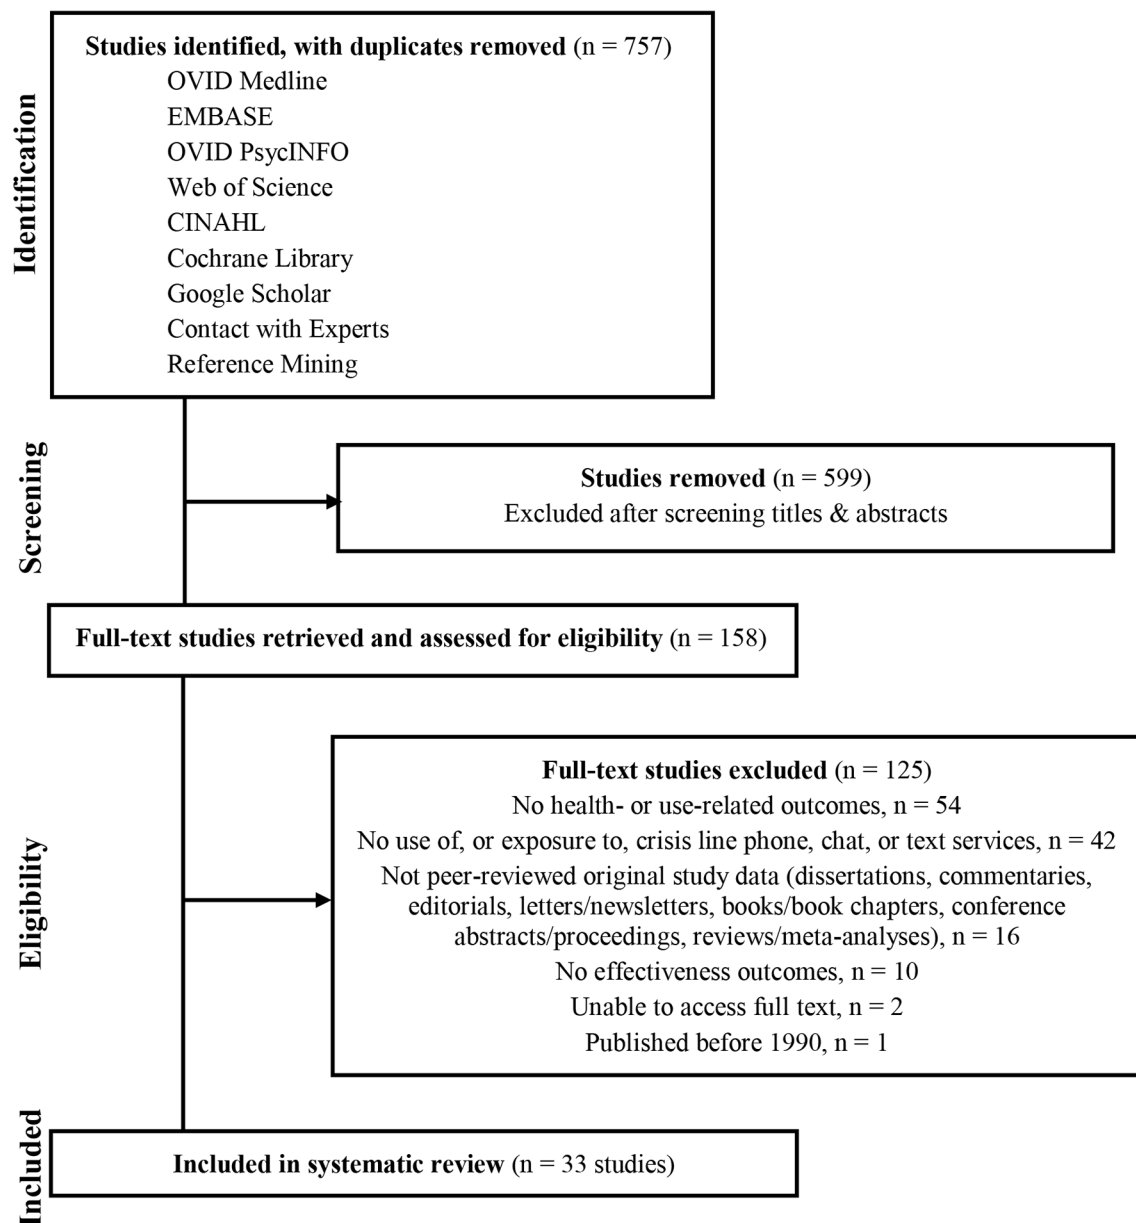 Identification
Studies identified, with duplicates removed (n = 757)
OVID Medline
EMBASE
OVID PsycINFO
Web of Science
CINAHL
Cochrane Library
Google Scholar
Contact with Experts
Reference Mining
Screening
Studies removed (n = 599)
Excluded after screening titles & abstracts
Full-text studies retrieved and assessed for eligibility (n = 158)
Eligibility
Full-text studies excluded (n = 125)
No health- or use-related outcomes, n = 54
No use of, or exposure to, crisis line phone, chat, or text services, n = 42
Not peer-reviewed original study data (dissertations, commentaries,
editorials, letters/newsletters, books/book chapters, conference
abstracts/proceedings, reviews/meta-analyses), n = 16
No effectiveness outcomes, n = 10
Unable to access full text, n = 2
Published before 1990, n = 1
Included
Included in systematic review (n = 33 studies)